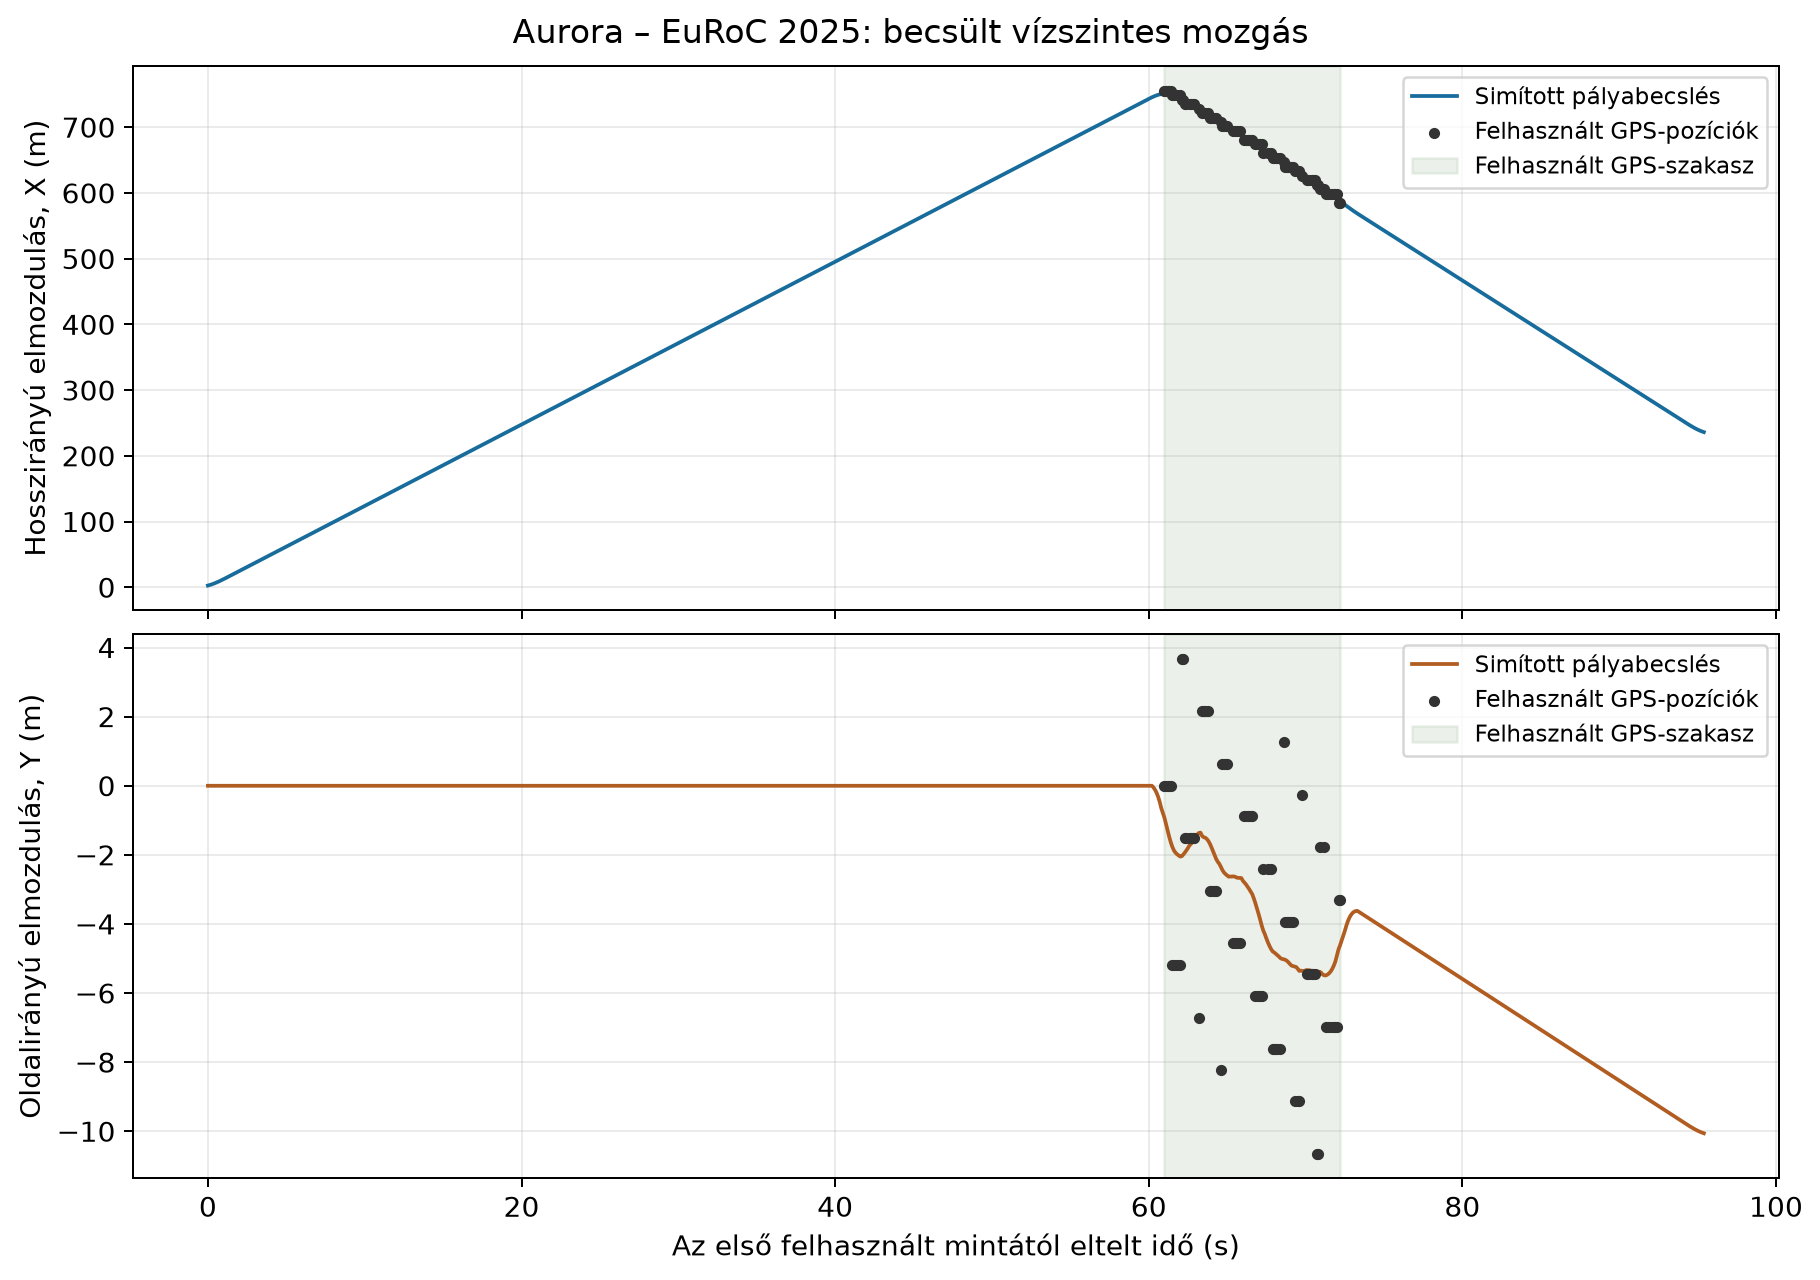 Aurora – EuRoC 2025: becsült vízszintes mozgás
Hosszirányú elmozdulás, X (m)
700
600
500
400
300
200
100
0
Simított pályabecslés
Felhasznált GPS-pozíciók
Felhasznált GPS-szakasz
Oldalirányú elmozdulás, Y (m)
4
2
0
−2
−4
−6
−8
−10
Simított pályabecslés
Felhasznált GPS-pozíciók
Felhasznált GPS-szakasz
0 20 40 60 80 100
Az első felhasznált mintától eltelt idő (s)